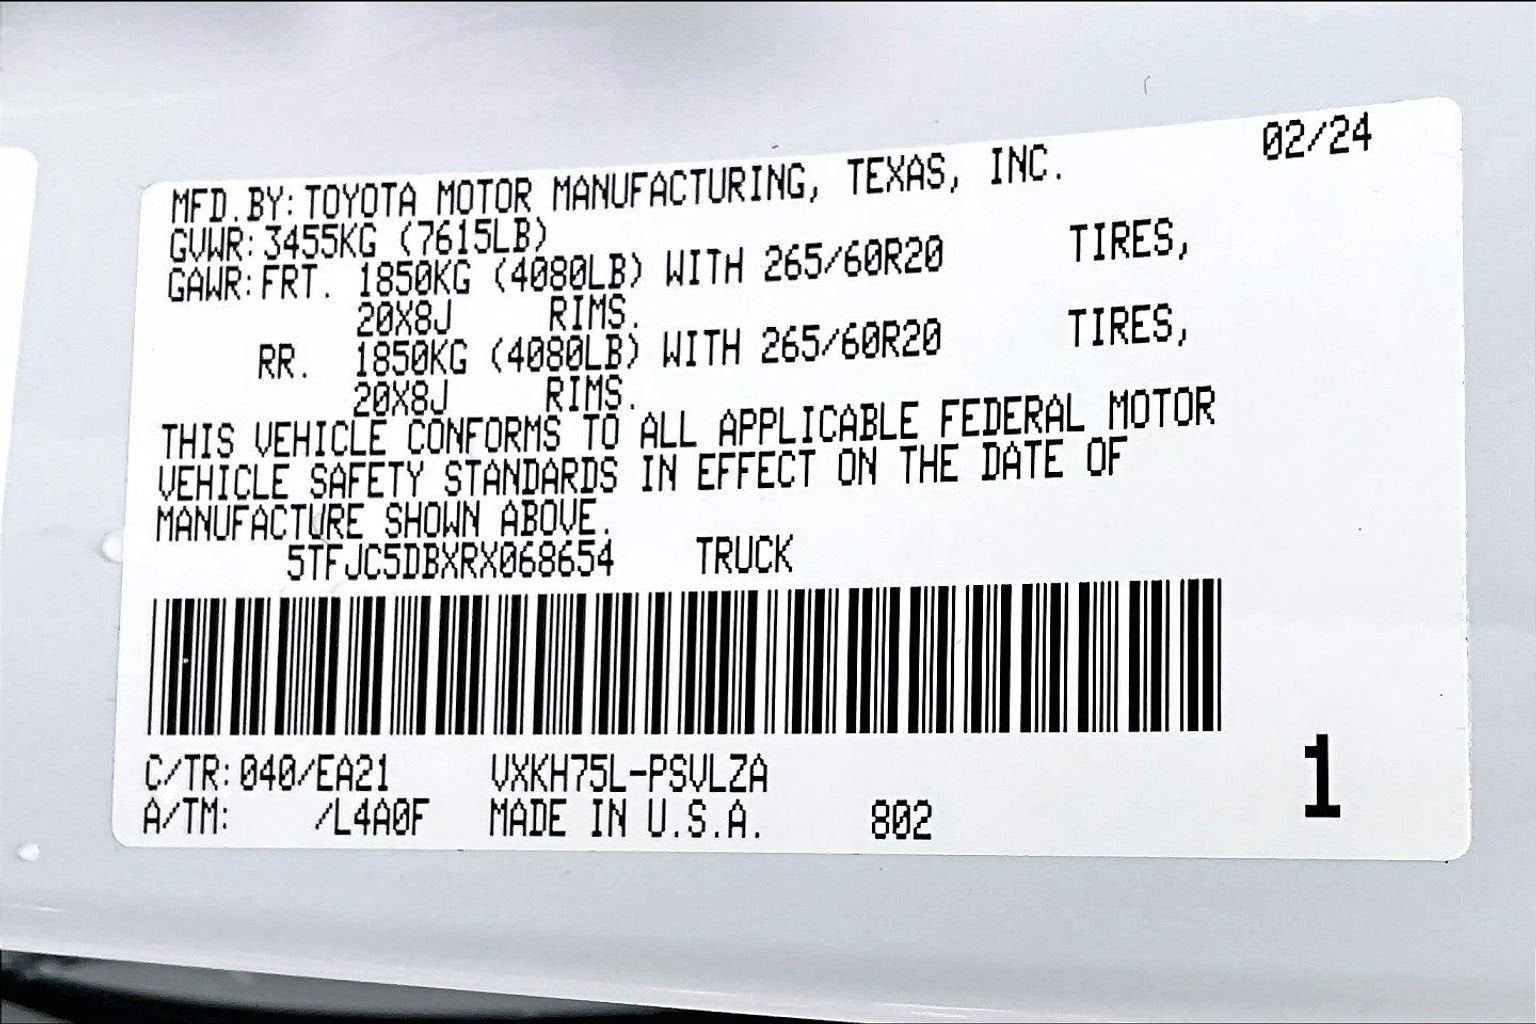 02/24
MFD.BY:TOYOTA MOTOR MANUFACTURING, TEXAS, INC.
GVWR:3455KG (7615LB)
GAWR:FRT. 1850KG (4080LB) WITH 265/60R20 TIRES,
20X8J RIMS.
RR. 1850KG (4080LB) WITH 265/60R20 TIRES,
20X8J RIMS.
THIS VEHICLE CONFORMS TO ALL APPLICABLE FEDERAL MOTOR
VEHICLE SAFETY STANDARDS IN EFFECT ON THE DATE OF
MANUFACTURE SHOWN ABOVE.
5TFJC5DBXRX068654 TRUCK
C/TR:040/EA21 VXKH75L-PSVLZA
A/TM: /L4A0F MADE IN U.S.A. 802
1